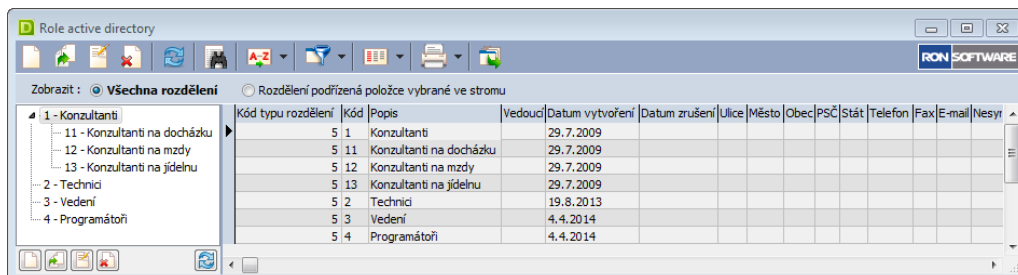 Role active directory
A-Z
RON SOFTWARE
Zobrazit : Všechna rozdělení Rozdělení podřízená položce vybrané ve stromu
1 - Konzultanti
11 - Konzultanti na docházku
12 - Konzultanti na mzdy
13 - Konzultanti na jídelnu
2 - Technici
3 - Vedení
4 - Programátoři
Kód typu rozdělení Kód Popis Vedoucí Datum vytvoření Datum zrušení Ulice Město Obec PSČ Stát Telefon Fax E-mail Nesyr
5 1 Konzultanti 29.7.2009
5 11 Konzultanti na docházku 29.7.2009
5 12 Konzultanti na mzdy 29.7.2009
5 13 Konzultanti na jídelnu 29.7.2009
5 2 Technici 19.8.2013
5 3 Vedení 4.4.2014
5 4 Programátoři 4.4.2014